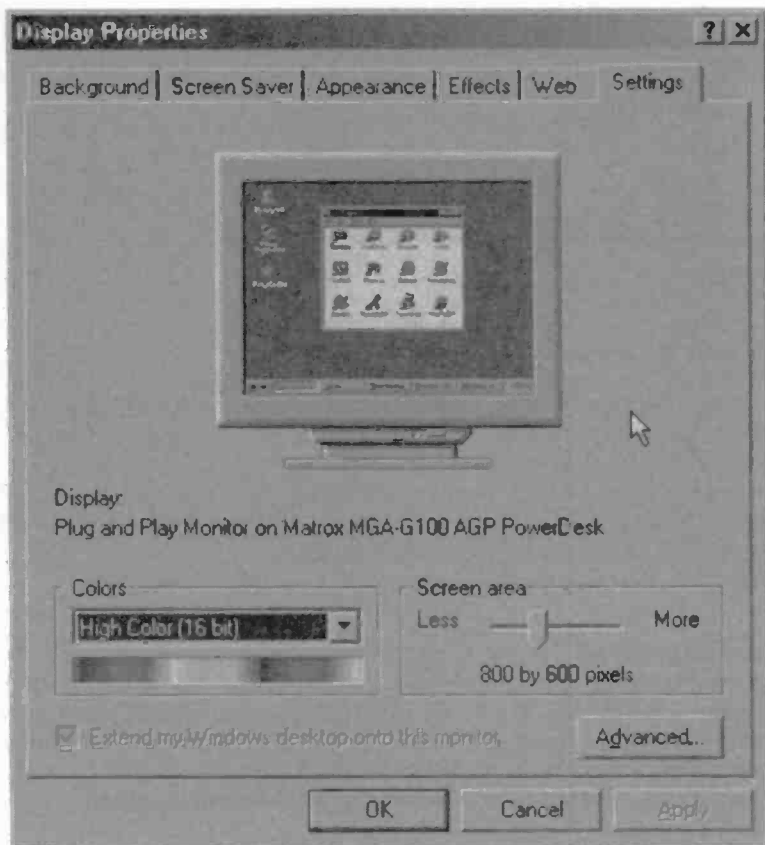 Display Properties
Background Screen Saver Appearance Effects Web Settings
Display:
Plug and Play Monitor on Matrox MGA-G100 AGP PowerDesk
Colors
High Color (16 bit)
Screen area
Less More
800 by 600 pixels
Extend my Windows desktop onto this monitor.
Advanced...
OK Cancel Apply